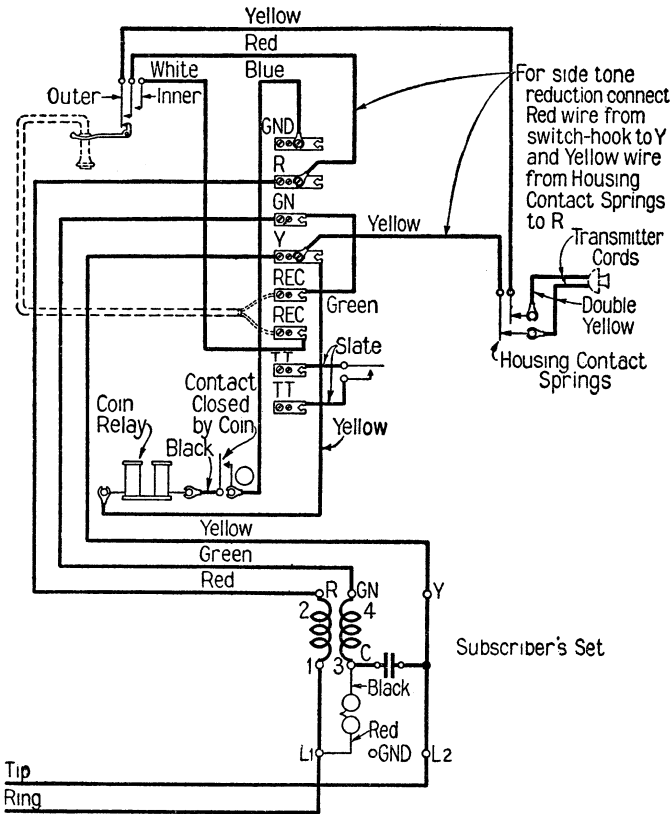 Yellow
Red
White
Blue
Outer
Inner
For side tone
reduction connect
Red wire from
switch-hook to Y
and Yellow wire
from Housing
Contact Springs
to R
GND
R
GN
Yellow
Y
Transmitter
Cords
REC
Green
Double
Yellow
REC
Slate
Housing Contact
Springs
TT
TT
Contact
Closed
by Coin
Coin
Relay
Black
Yellow
Yellow
Green
Red
R
GN
Y
2
4
C
Subscriber's Set
1
3
Black
Red
L1
GND
L2
Tip
Ring